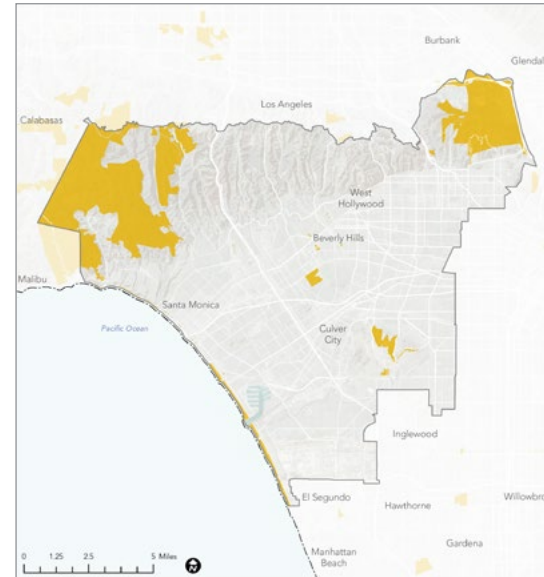 Burbank
Glendal
Calabasas
Los Angeles
West
Hollywood
Beverly Hills
Malibu
Santa Monica
Pacific Ocean
Culver
City
Inglewood
El Segundo
Hawthorne
Willowbro
Gardena
Manhattan
Beach
0 1.25 2.5 5 Miles
N